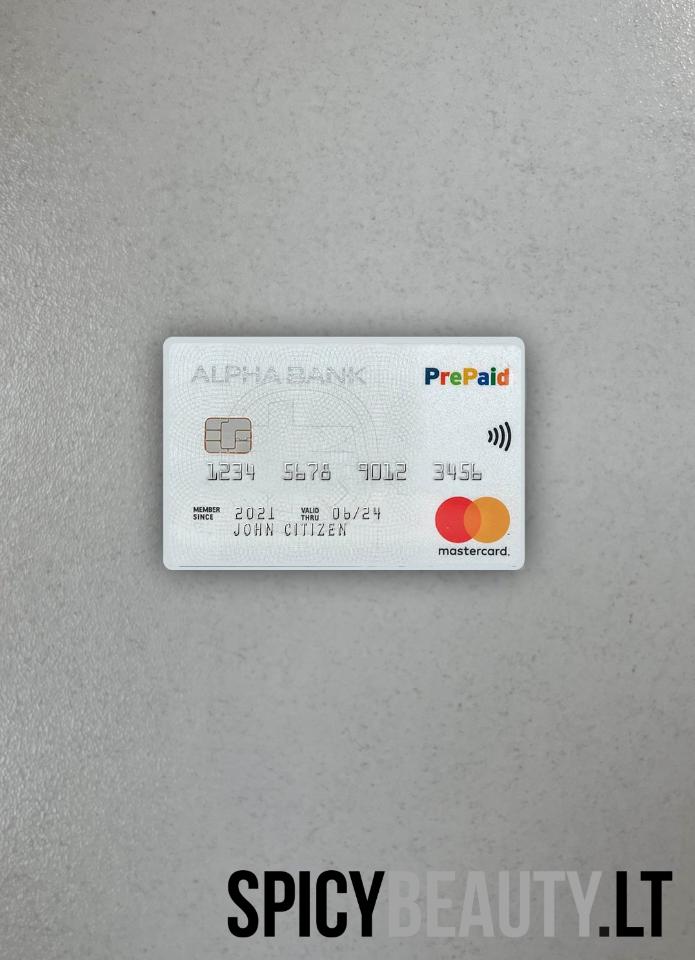 ALPHA BANK PrePaid
1234 5678 9012 3456
MEMBER SINCE 2021 VALID THRU 06/24
JOHN CITIZEN
mastercard.
SPICYBEAUTY.LT